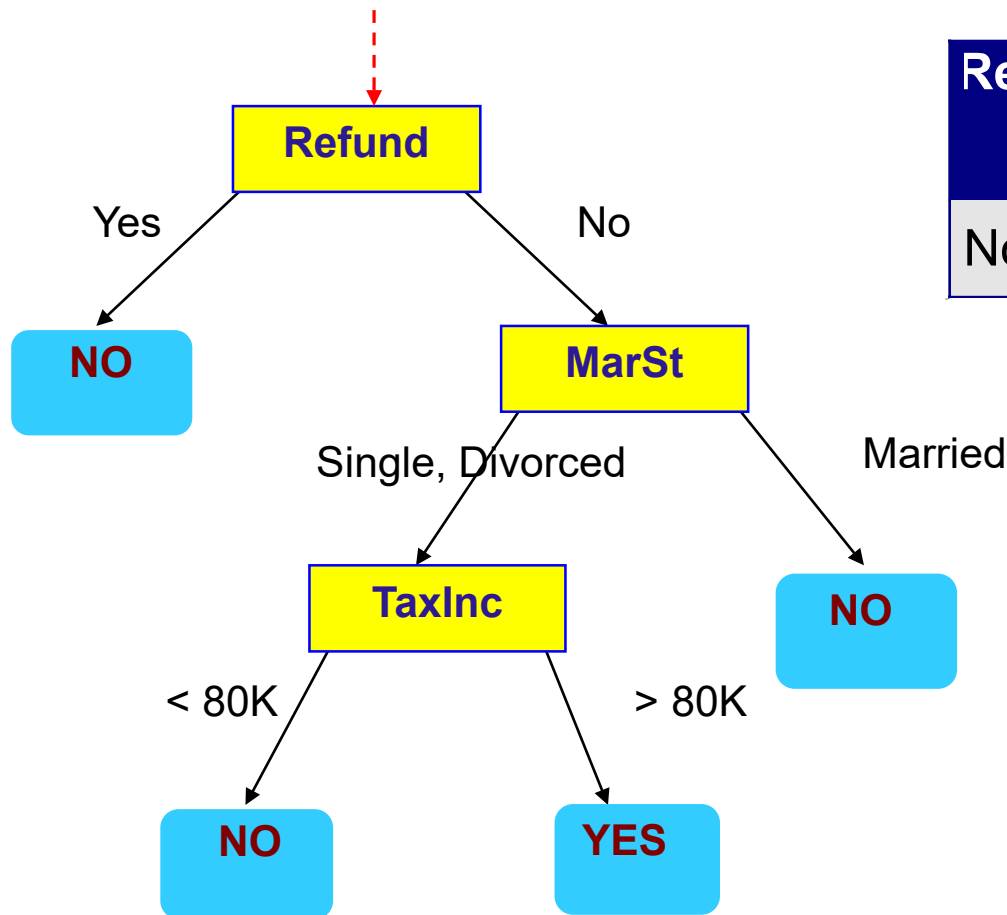 Refund
Yes
No
NO
MarSt
Single, Divorced
Married
TaxInc
NO
< 80K
> 80K
NO
YES